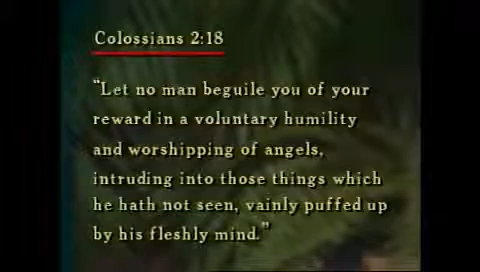 Colossians 2:18
"Let no man beguile you of your
reward in a voluntary humility
and worshipping of angels,
intruding into those things which
he hath not seen, vainly puffed up
by his fleshly mind."